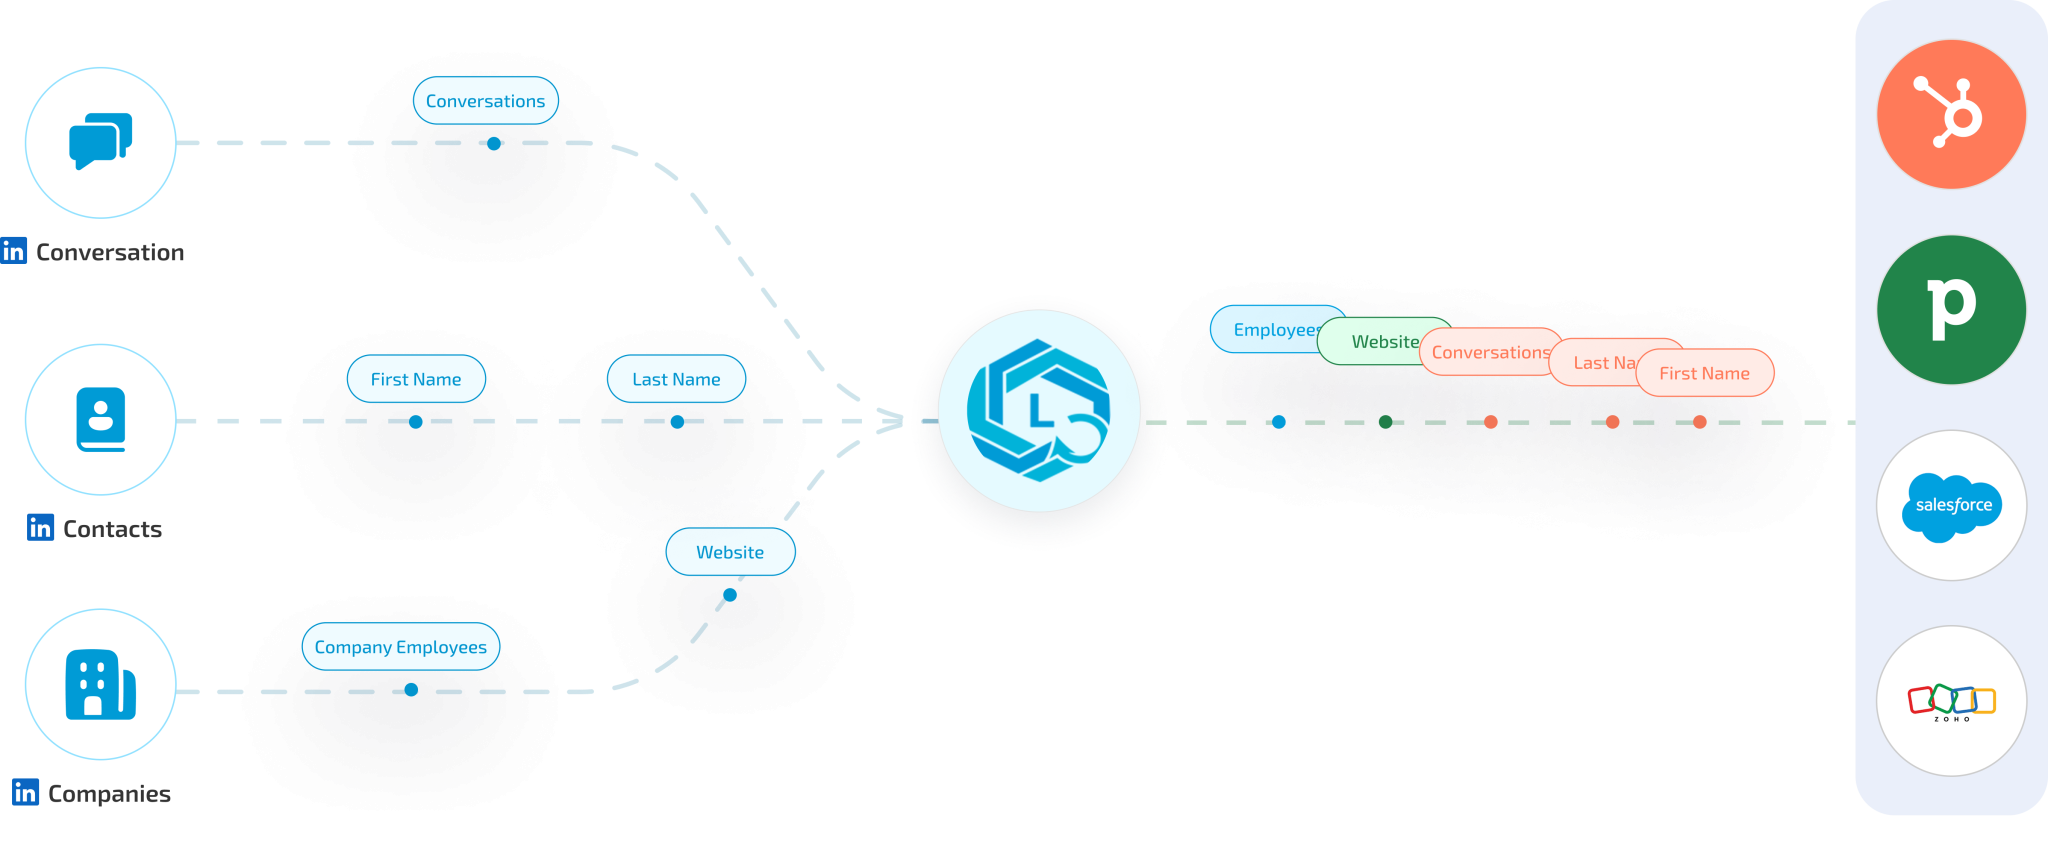 Conversations
in Conversation
First Name
Last Name
in Contacts
Website
Company Employees
in Companies
L
Employees
Website
Conversations
Last Na
First Name
salesforce
ZOHO